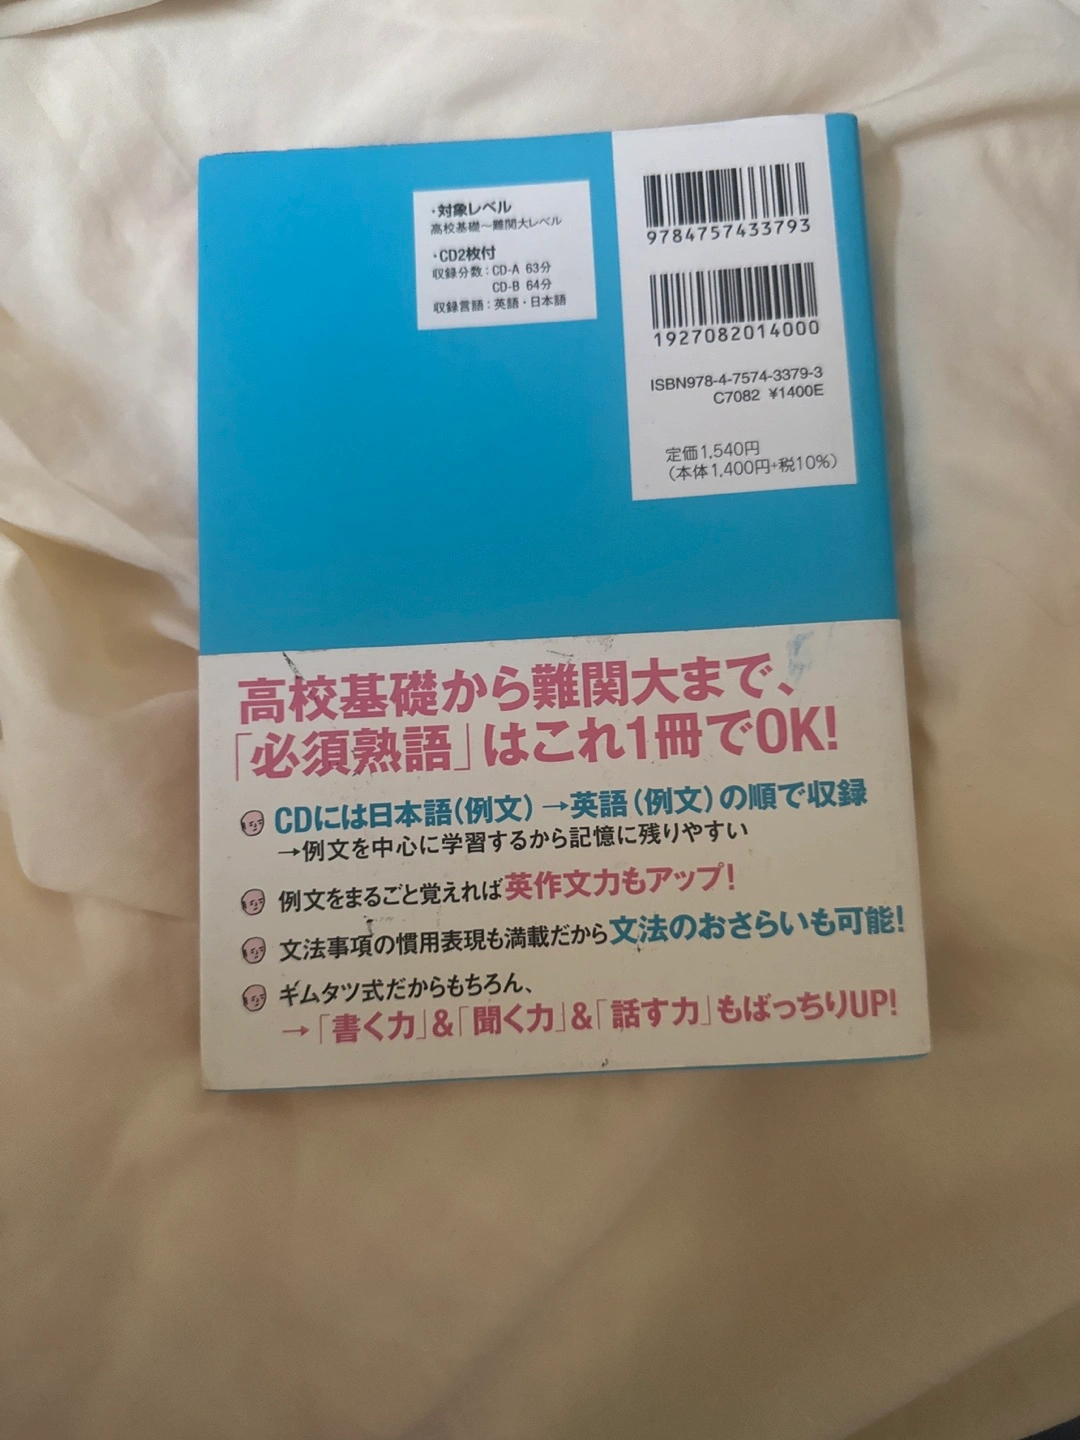 ・対象レベル
高校基礎〜難関大レベル
・CD2枚付
収録分数：CD-A 63分
CD-B 64分
収録言語：英語・日本語
9784757433793
1927082014000
ISBN978-4-7574-3379-3
C7082 ¥1400E
定価1,540円
（本体1,400円+税10%）
高校基礎から難関大まで、
「必須熟語」はこれ1冊でOK!
CDには日本語（例文）→英語（例文）の順で収録
→例文を中心に学習するから記憶に残りやすい
例文をまるごと覚えれば英作文力もアップ!
文法事項の慣用表現も満載だから文法のおさらいも可能!
キムタツ式だからもちろん、
→「書く力」&「聞く力」&「話す力」もばっちりUP!